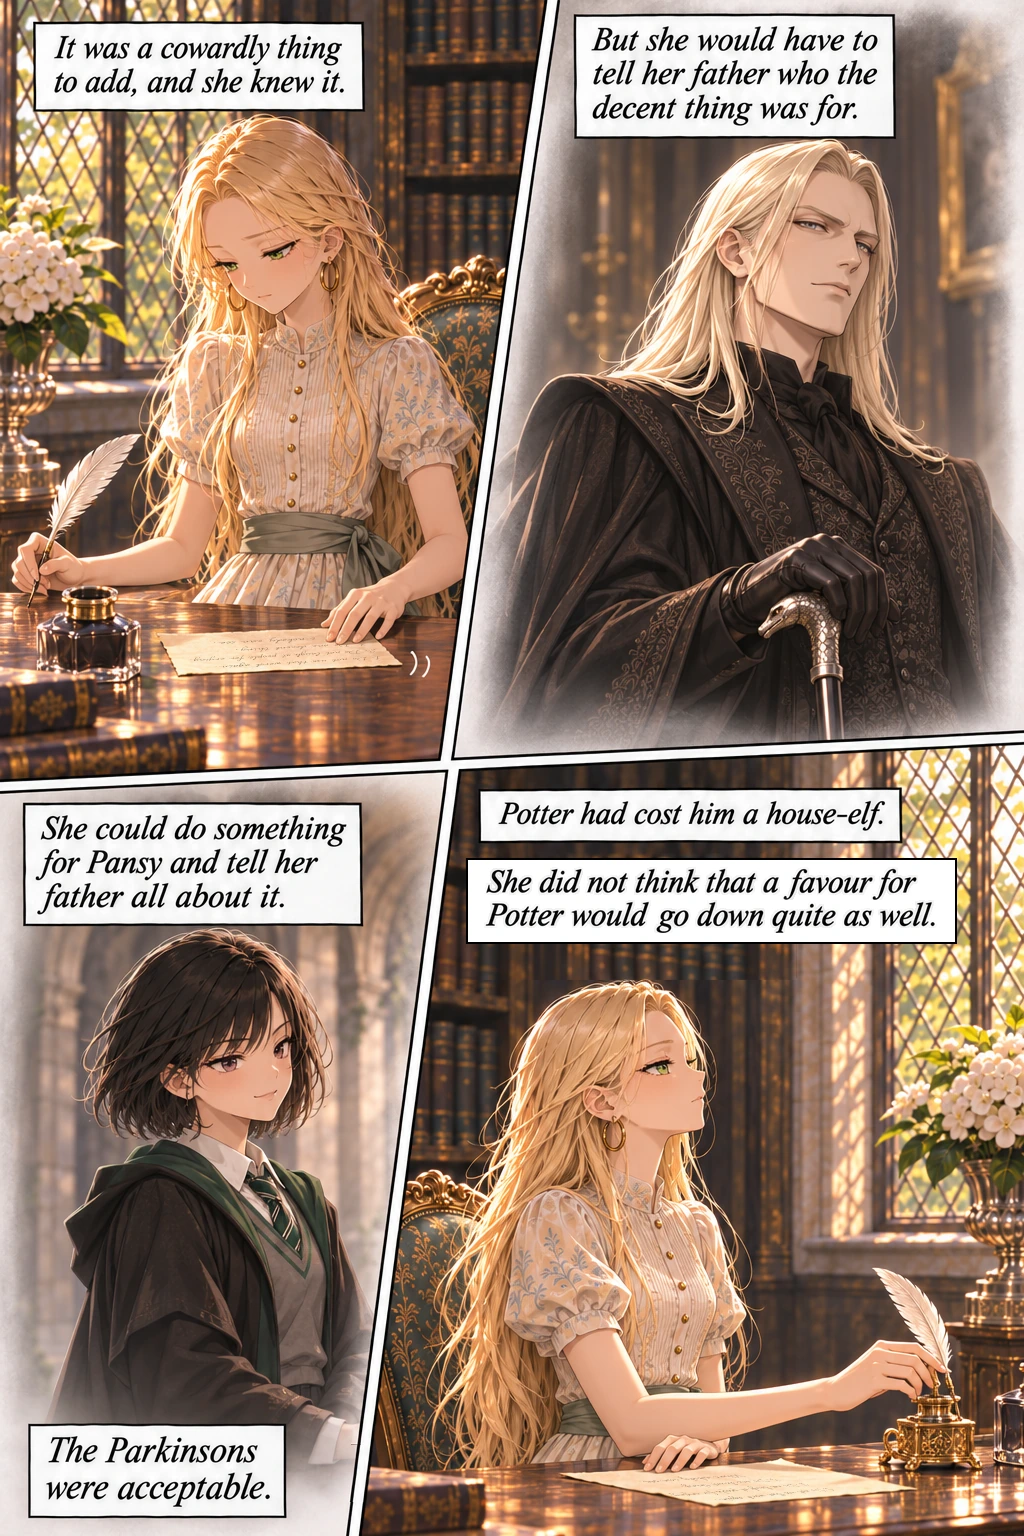 It was a cowardly thing
to add, and she knew it.
But she would have to
tell her father who the
decent thing was for.
She could do something
for Pansy and tell her
father all about it.
The Parkinsons
were acceptable.
Potter had cost him a house-elf.
She did not think that a favour for
Potter would go down quite as well.